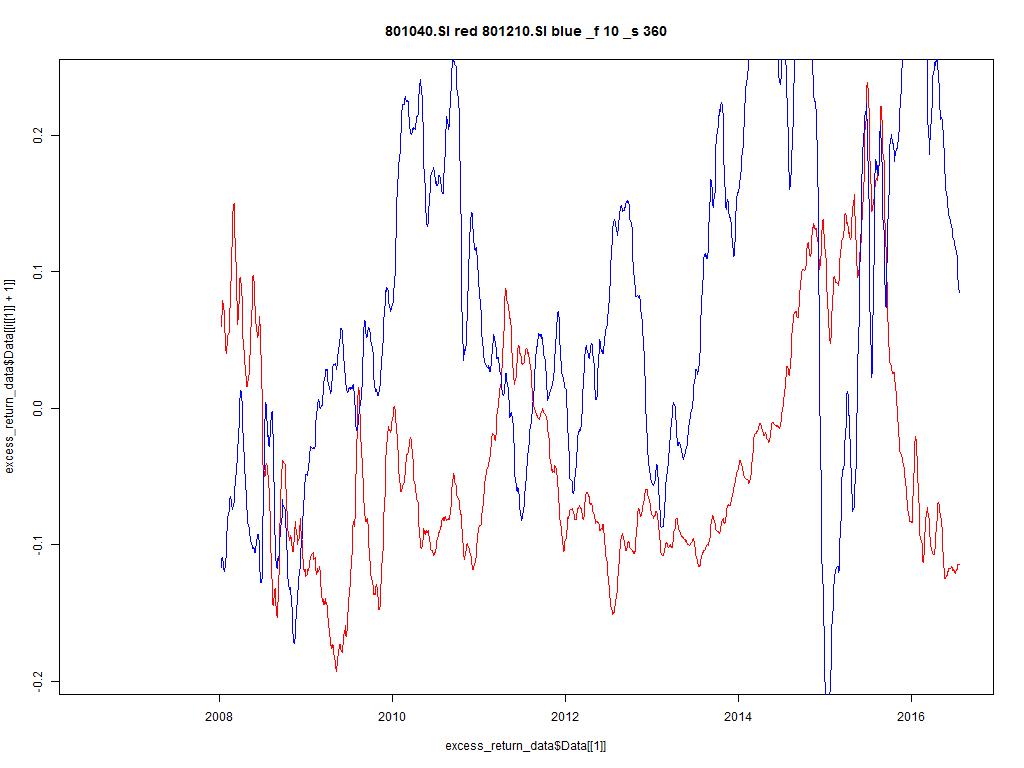 801040.SI red 801210.SI blue _f 10 _s 360
excess_return_data$Data[[i[[1]] + 1]]
0.2
0.1
0.0
-0.1
-0.2
2008 2010 2012 2014 2016
excess_return_data$Data[[1]]